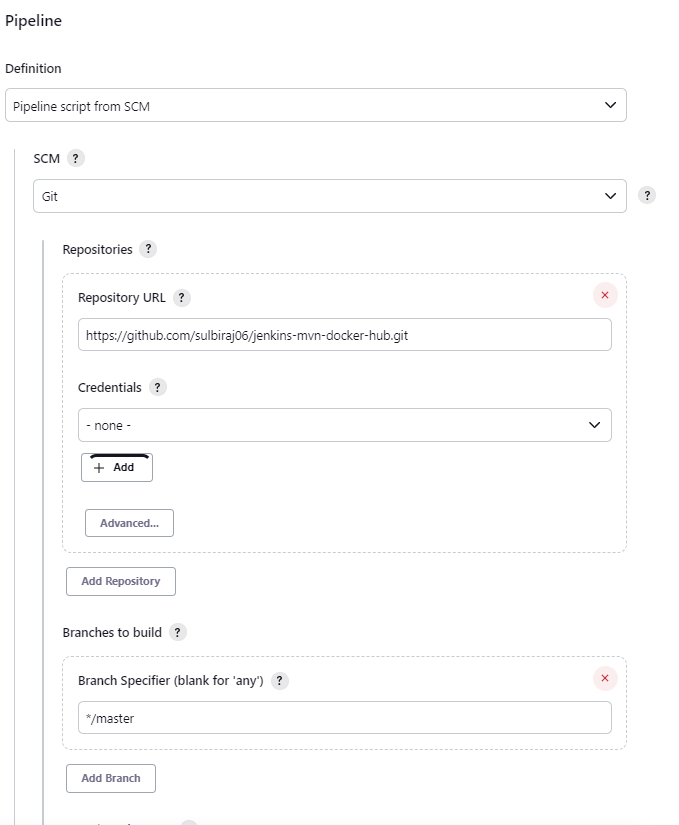 Pipeline
Definition
Pipeline script from SCM
SCM ?
Git
?
Repositories ?
Repository URL ?
https://github.com/sulbiraj06/jenkins-mvn-docker-hub.git
Credentials ?
- none -
+ Add
Advanced...
Add Repository
Branches to build ?
Branch Specifier (blank for 'any') ?
*/master
Add Branch